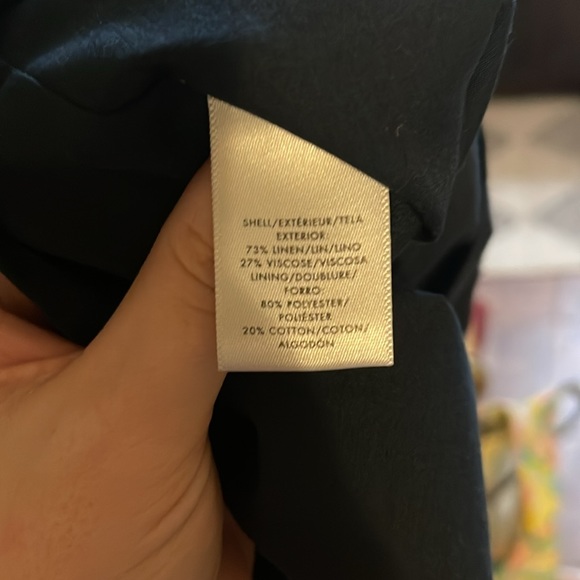 SHELL/EXTÉRIEUR/TELA
EXTERIOR:
73% LINEN/LIN/LINO
27% VISCOSE/VISCOSA
LINING/DOUBLURE/
FORRO:
80% POLYESTER/
POLIÉSTER
20% COTTON/COTON/
ALGODÓN